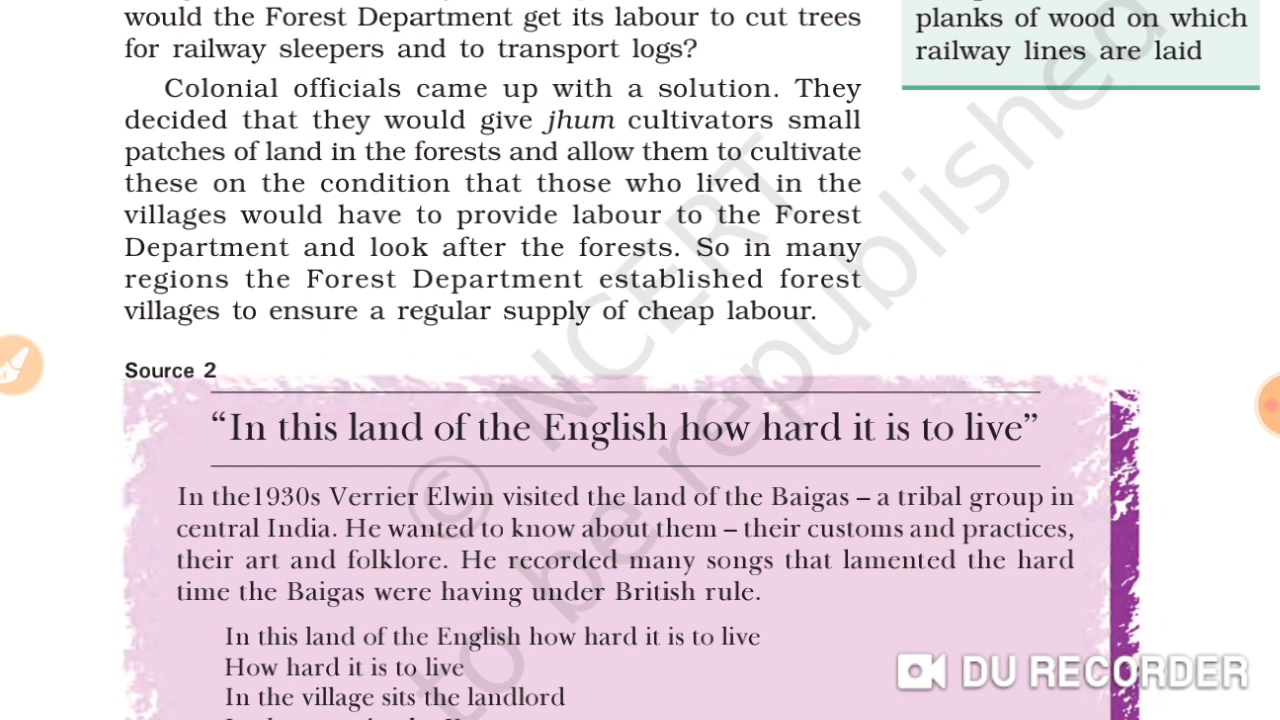 would the Forest Department get its labour to cut trees
for railway sleepers and to transport logs?
planks of wood on which
railway lines are laid
Colonial officials came up with a solution. They
decided that they would give jhum cultivators small
patches of land in the forests and allow them to cultivate
these on the condition that those who lived in the
villages would have to provide labour to the Forest
Department and look after the forests. So in many
regions the Forest Department established forest
villages to ensure a regular supply of cheap labour.
Source 2
“In this land of the English how hard it is to live”
In the1930s Verrier Elwin visited the land of the Baigas – a tribal group in
central India. He wanted to know about them – their customs and practices,
their art and folklore. He recorded many songs that lamented the hard
time the Baigas were having under British rule.
In this land of the English how hard it is to live
How hard it is to live
In the village sits the landlord
© NCERT
to be republished
DU RECORDER